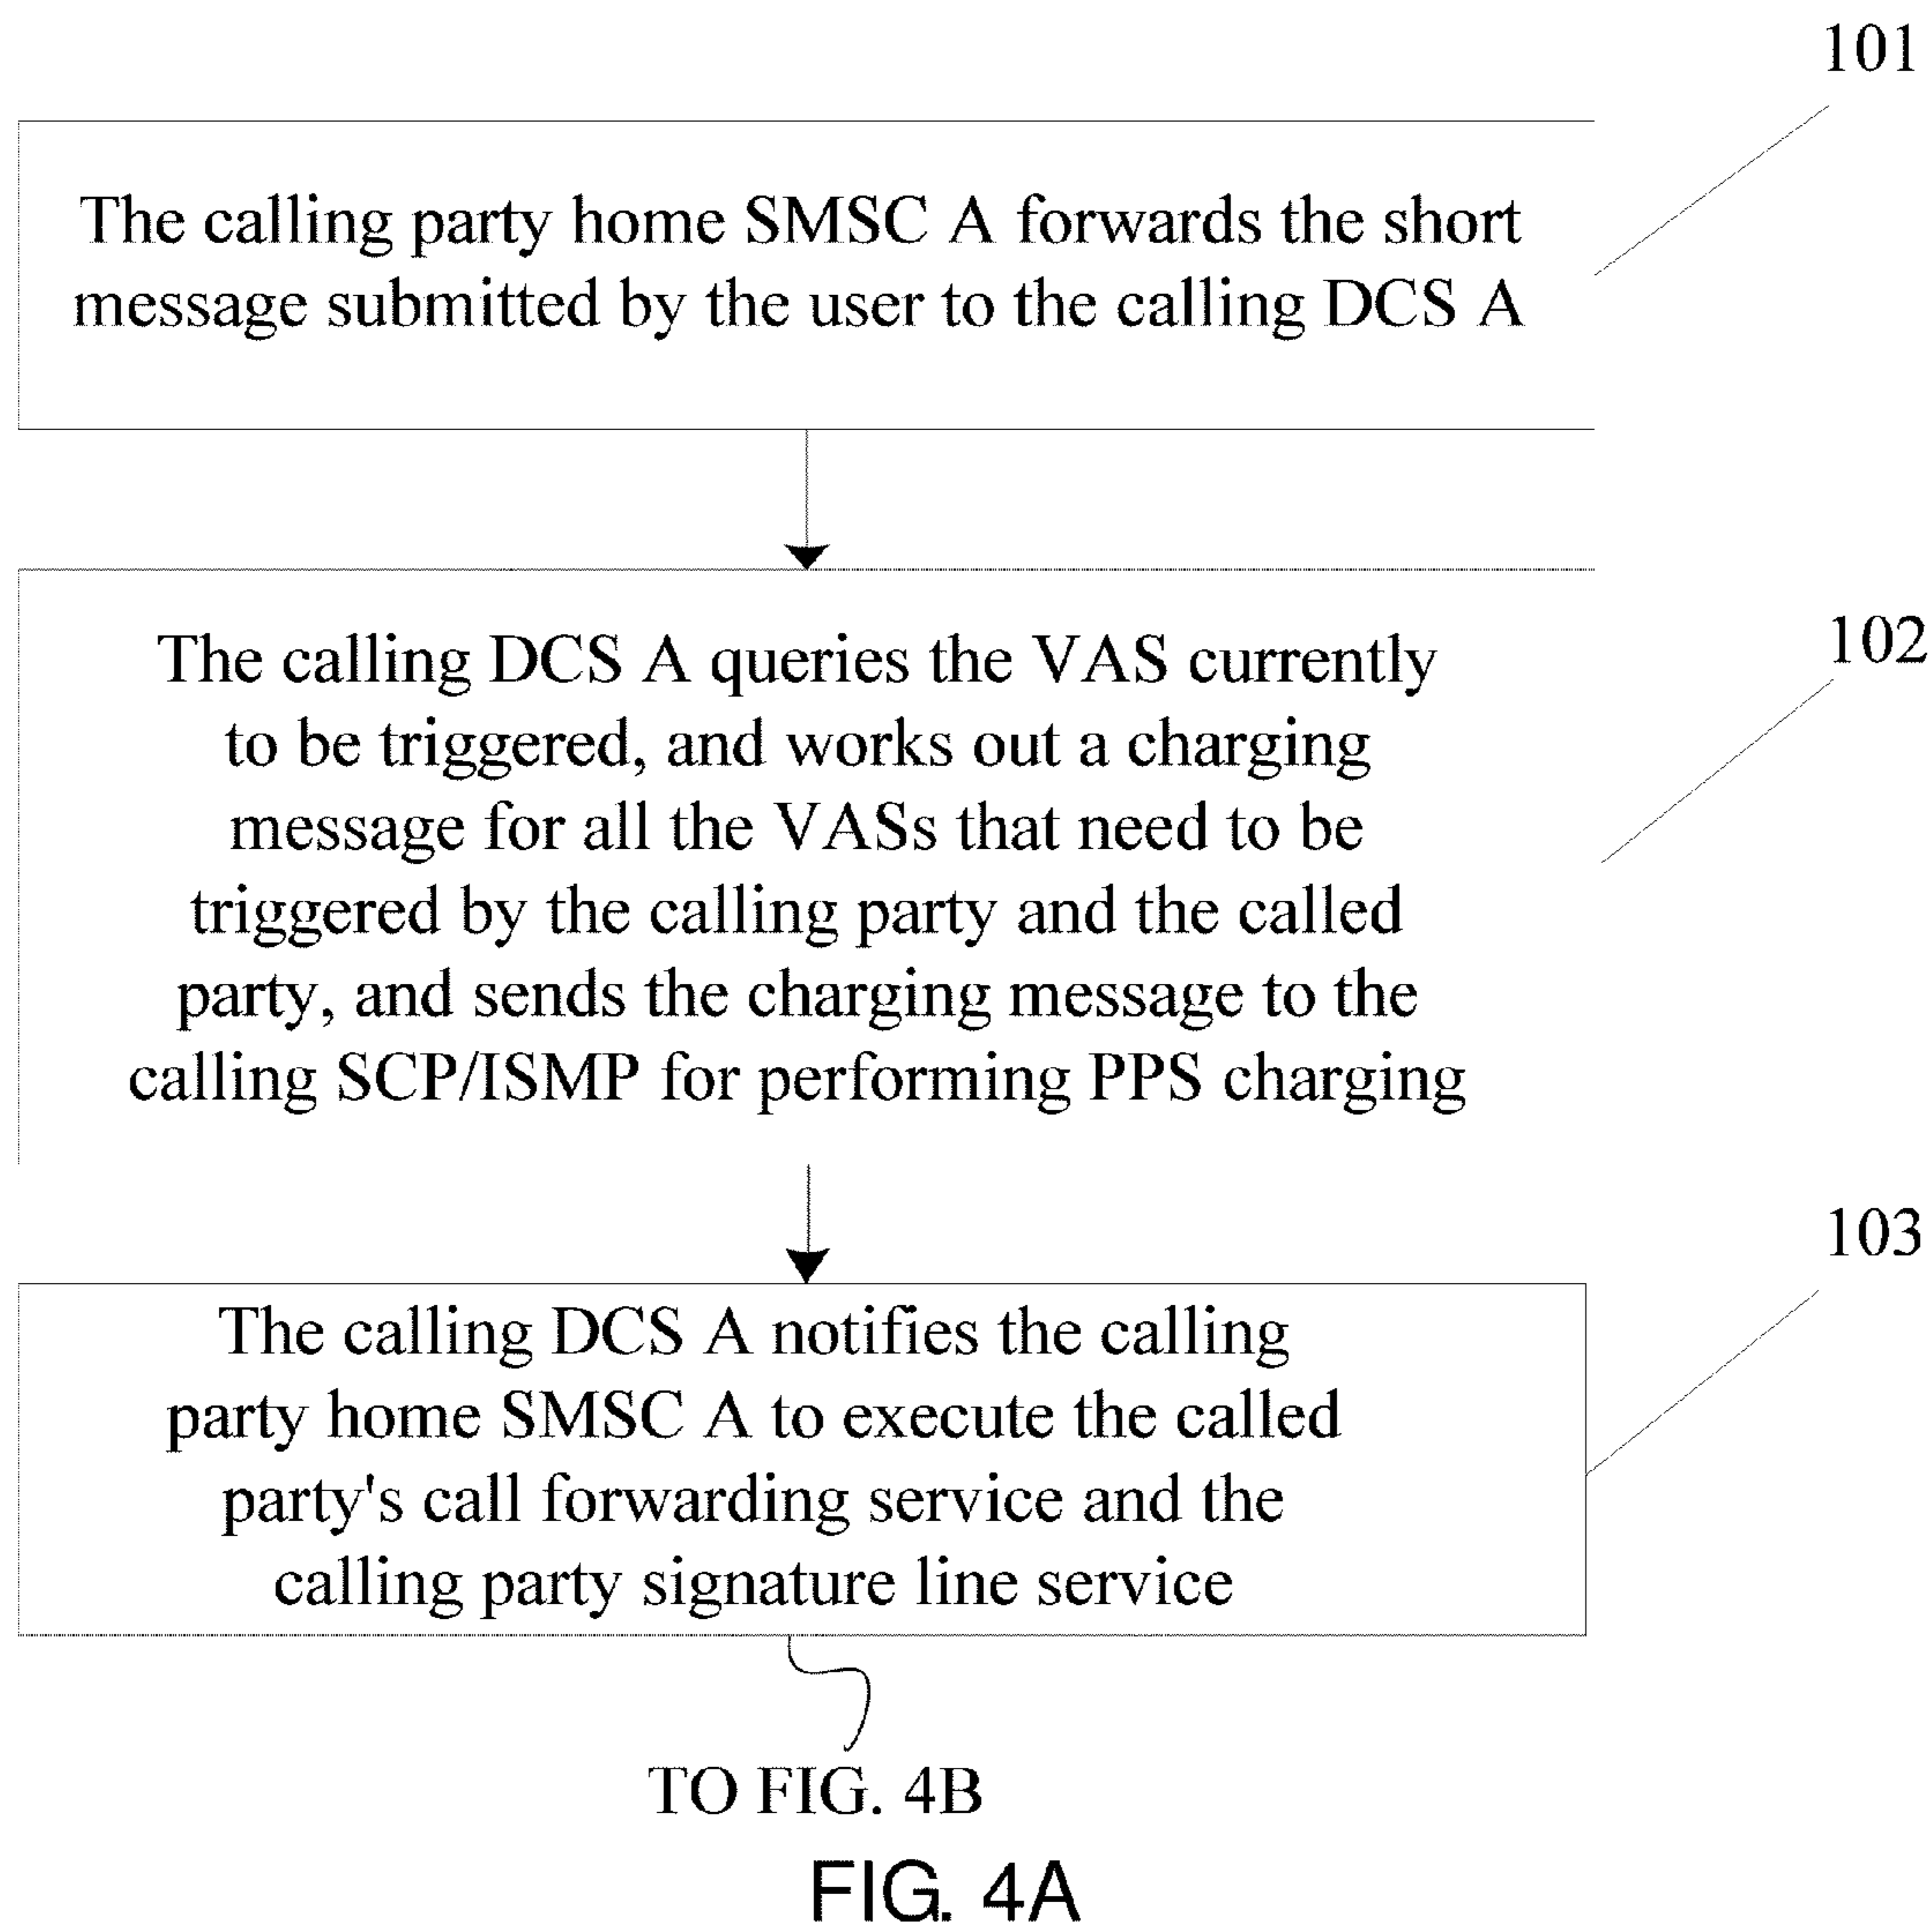 101
The calling party home SMSC A forwards the short
message submitted by the user to the calling DCS A
102
The calling DCS A queries the VAS currently
to be triggered, and works out a charging
message for all the VASs that need to be
triggered by the calling party and the called
party, and sends the charging message to the
calling SCP/ISMP for performing PPS charging
103
The calling DCS A notifies the calling
party home SMSC A to execute the called
party's call forwarding service and the
calling party signature line service
TO FIG. 4B
FIG. 4A